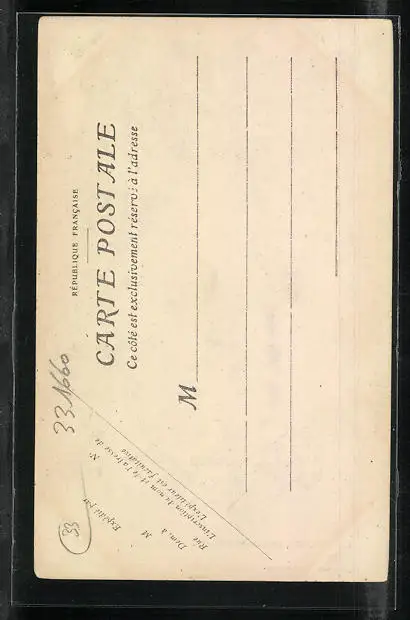 RÉPUBLIQUE FRANÇAISE
CARTE POSTALE
Ce côté est exclusivement réservé à l'adresse
M
33 1660
33
Expédié par
M
Dem. à
Rue
N°
L'inscription du nom et de l'adresse de
l'expéditeur est facultative